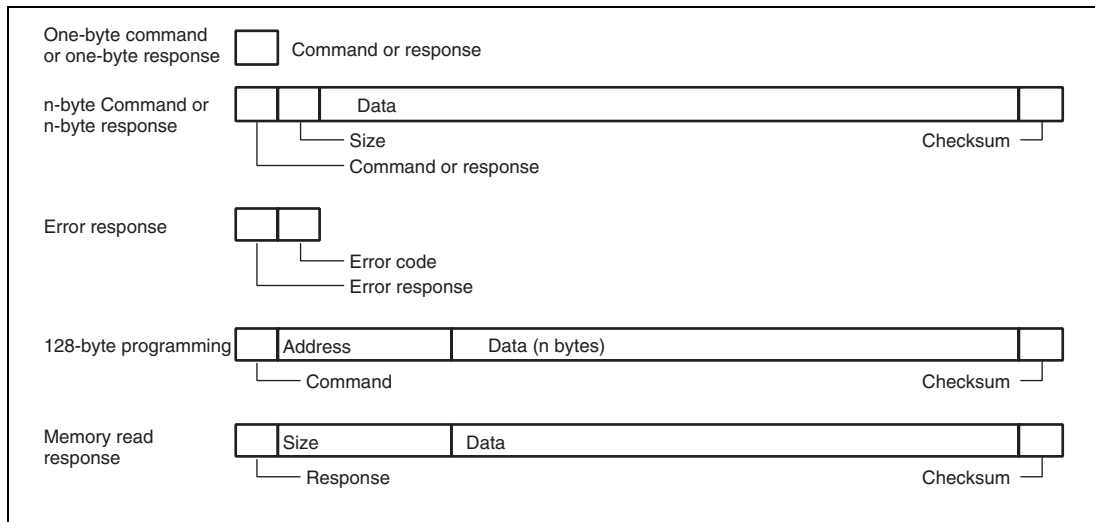 One-byte command
or one-byte response
Command or response
n-byte Command or
n-byte response
Data
Size
Checksum
Command or response
Error response
Error code
Error response
128-byte programming
Address
Data (n bytes)
Command
Checksum
Memory read
response
Size
Data
Response
Checksum